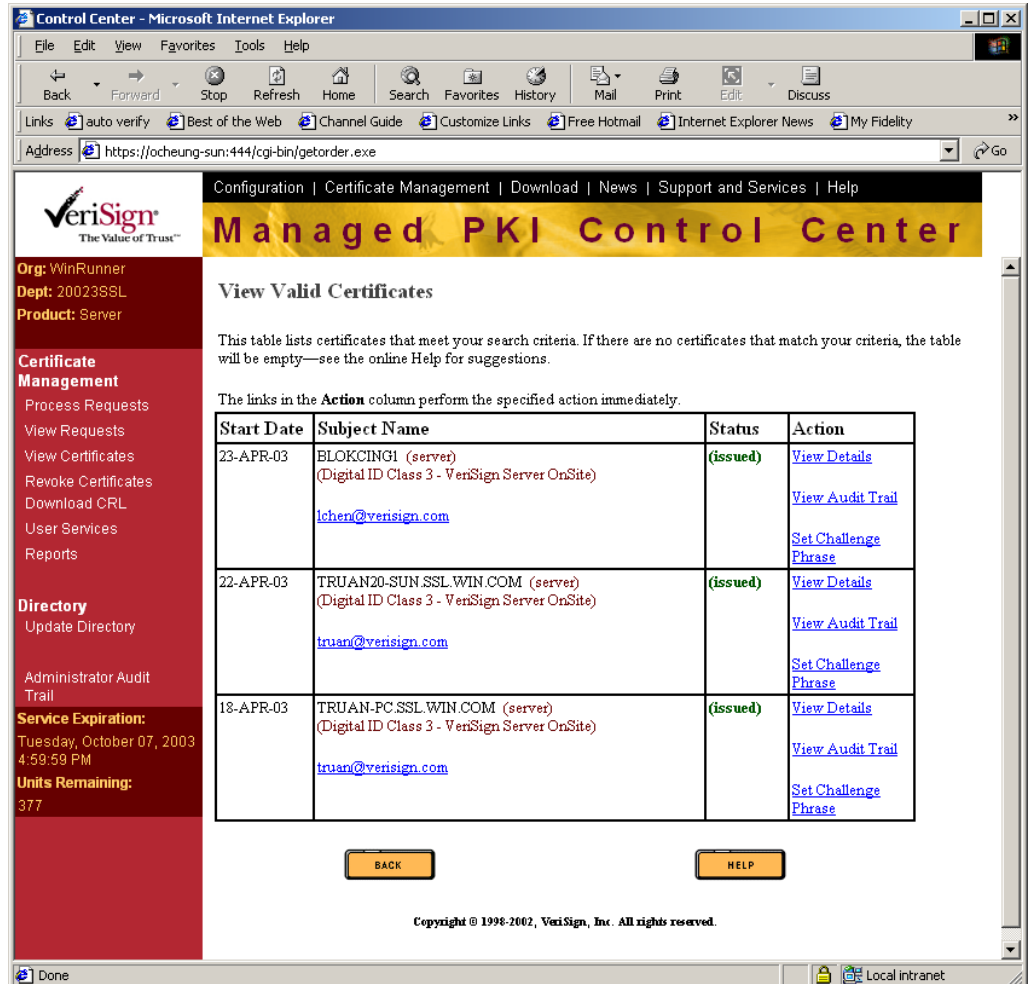 Control Center - Microsoft Internet Explorer
File Edit View Favorites Tools Help
Back Forward Stop Refresh Home Search Favorites History Mail Print Edit Discuss
Links auto verify Best of the Web Channel Guide Customize Links Free Hotmail Internet Explorer News My Fidelity »
Address https://ocheung-sun:444/cgi-bin/getorder.exe Go
VeriSign®
The Value of Trust™
Configuration | Certificate Management | Download | News | Support and Services | Help
Managed PKI Control Center
Org: WinRunner
Dept: 20023SSL
Product: Server
Certificate
Management
Process Requests
View Requests
View Certificates
Revoke Certificates
Download CRL
User Services
Reports
Directory
Update Directory
Administrator Audit
Trail
Service Expiration:
Tuesday, October 07, 2003
4:59:59 PM
Units Remaining:
377
View Valid Certificates
This table lists certificates that meet your search criteria. If there are no certificates that match your criteria, the table
will be empty—see the online Help for suggestions.
The links in the Action column perform the specified action immediately.
Start Date Subject Name Status Action
23-APR-03 BLOKCING1 (server) (issued) View Details
(Digital ID Class 3 - VeriSign Server OnSite)
View Audit Trail
lchen@verisign.com
Set Challenge
Phrase
22-APR-03 TRUAN20-SUN.SSL.WIN.COM (server) (issued) View Details
(Digital ID Class 3 - VeriSign Server OnSite)
View Audit Trail
truan@verisign.com
Set Challenge
Phrase
18-APR-03 TRUAN-PC.SSL.WIN.COM (server) (issued) View Details
(Digital ID Class 3 - VeriSign Server OnSite)
View Audit Trail
truan@verisign.com
Set Challenge
Phrase
BACK HELP
Copyright © 1998-2002, VeriSign, Inc. All rights reserved.
Done Local intranet